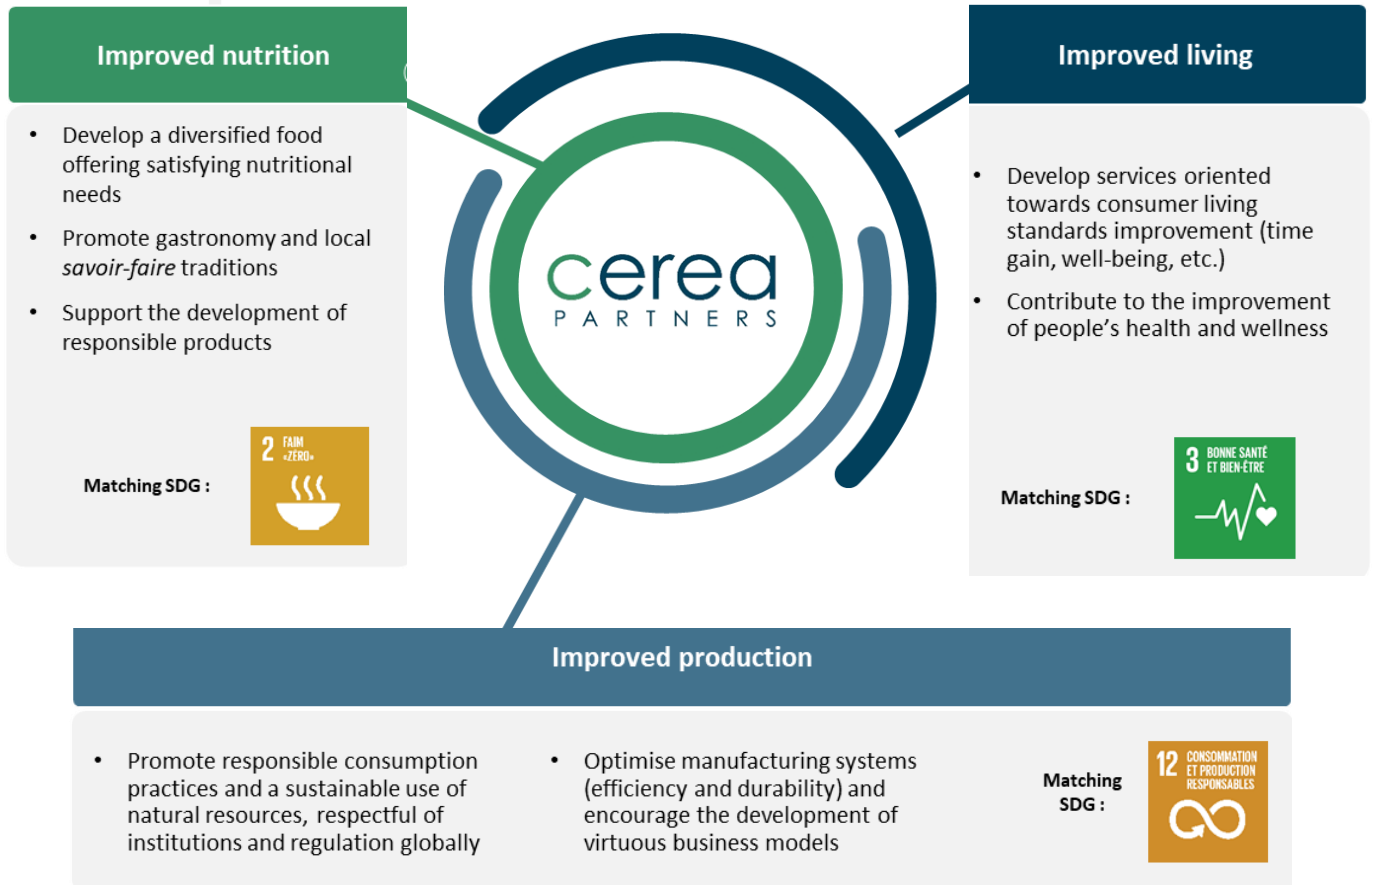 Improved nutrition
• Develop a diversified food
offering satisfying nutritional
needs
• Promote gastronomy and local
savoir-faire traditions
• Support the development of
responsible products
Matching SDG :
2 FAIM
«ZÉRO»
cerea
PARTNERS
Improved living
• Develop services oriented
towards consumer living
standards improvement (time
gain, well-being, etc.)
• Contribute to the improvement
of people’s health and wellness
Matching SDG :
3 BONNE SANTÉ
ET BIEN-ÊTRE
Improved production
• Promote responsible consumption
practices and a sustainable use of
natural resources, respectful of
institutions and regulation globally
• Optimise manufacturing systems
(efficiency and durability) and
encourage the development of
virtuous business models
Matching
SDG :
12 CONSOMMATION
ET PRODUCTION
RESPONSABLES